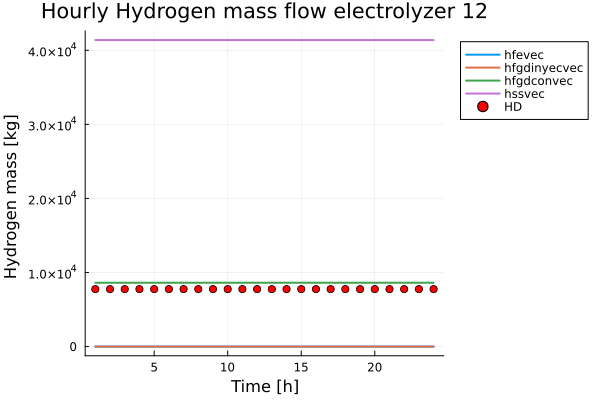 Hourly Hydrogen mass flow electrolyzer 12
Hydrogen mass [kg]
4.0×10⁴
3.0×10⁴
2.0×10⁴
1.0×10⁴
0
5 10 15 20
Time [h]
hfevec
hfgdinyecvec
hfgdconvec
hssvec
HD